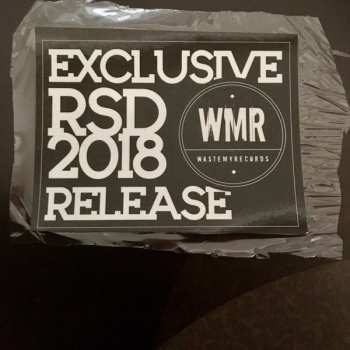 EXCLUSIVE
RSD
2018
RELEASE
WMR
WASTEMYRECORDS